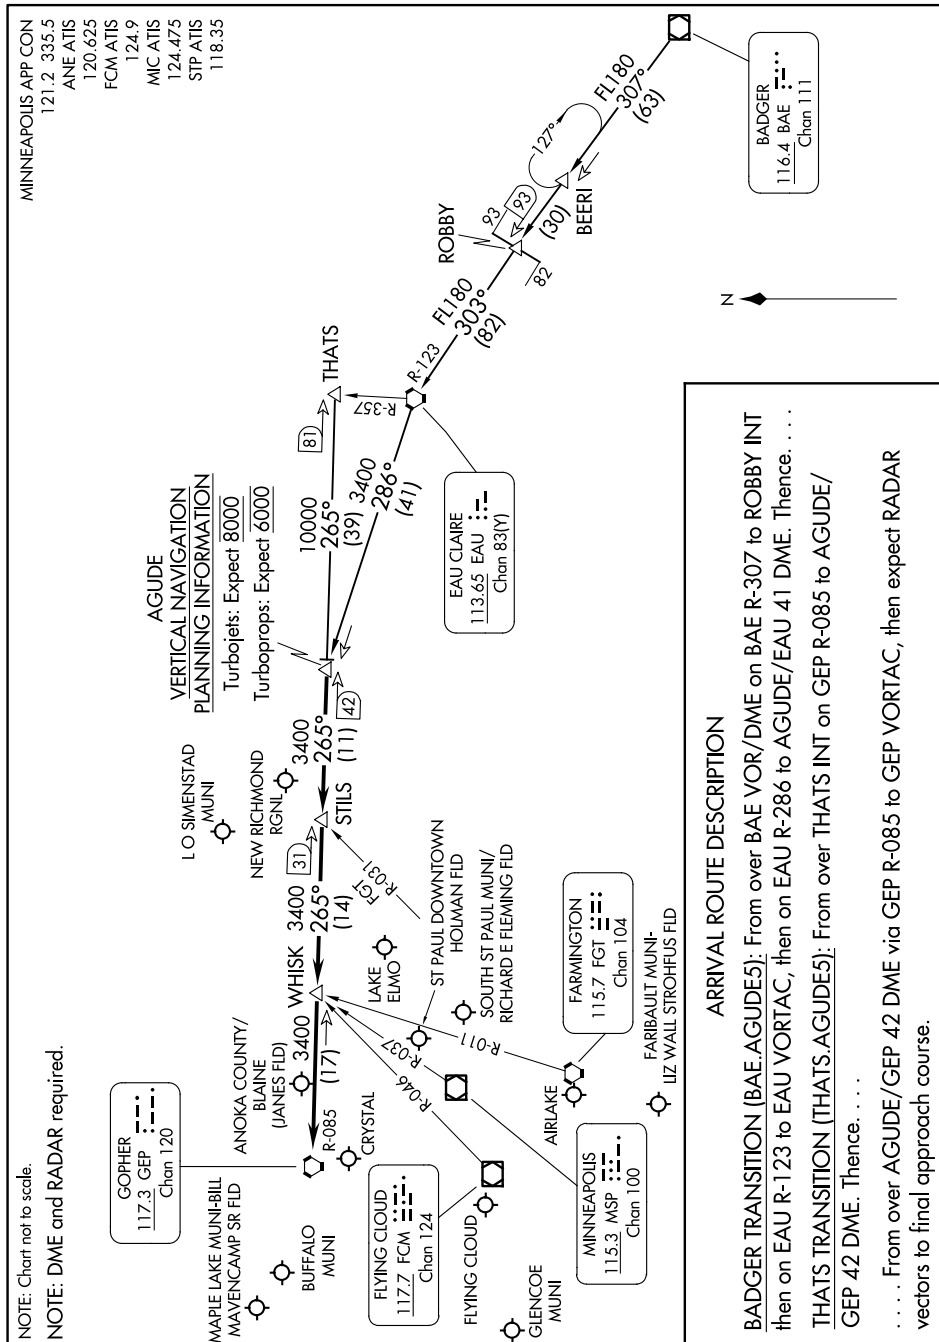 NOTE: Chart not to scale.
NOTE: DME and RADAR required.
MINNEAPOLIS APP CON
121.2 335.5
ANE ATIS
120.625
FCM ATIS
124.9
MIC ATIS
124.475
STP ATIS
118.35
AGUDE
VERTICAL NAVIGATION
PLANNING INFORMATION
Turbojets: Expect 8000
Turboprops: Expect 6000
GOPHER
117.3 GEP
Chan 120
MAPLE LAKE MUNI-BILL
MAVENCAMP SR FLD
BUFFALO
MUNI
ANOKA COUNTY/
BLAINE
(JANES FLD)
R-085
CRYSTAL
3400
(17)
WHISK
3400
265°
(14)
31
STILS
L O SIMENSTAD
MUNI
NEW RICHMOND
RGNL
3400
265°
(11)
42
10000
265°
(39)
81
THATS
R-357
3400
286°
(41)
R-123
FL180
303°
(82)
ROBBY
93
93
82
(30)
BEERI
127°
FL180
307°
(63)
BADGER
116.4 BAE
Chan 111
EAU CLAIRE
113.65 EAU
Chan 83(Y)
FGT
R-031
LAKE
ELMO
ST PAUL DOWNTOWN
HOLMAN FLD
SOUTH ST PAUL MUNI/
RICHARD E FLEMING FLD
R-046
R-037
R-011
FLYING CLOUD
117.7 FCM
Chan 124
FLYING CLOUD
GLENCOE
MUNI
MINNEAPOLIS
115.3 MSP
Chan 100
AIRLAKE
FARMINGTON
115.7 FGT
Chan 104
FARIBAULT MUNI-
LIZ WALL STROHFUS FLD
N
ARRIVAL ROUTE DESCRIPTION
BADGER TRANSITION (BAE.AGUDE5): From over BAE VOR/DME on BAE R-307 to ROBBY INT
then on EAU R-123 to EAU VORTAC, then on EAU R-286 to AGUDE/EAU 41 DME. Thence. . . .
THATS TRANSITION (THATS.AGUDE5): From over THATS INT on GEP R-085 to AGUDE/
GEP 42 DME. Thence. . . .
. . . . From over AGUDE/GEP 42 DME via GEP R-085 to GEP VORTAC, then expect RADAR
vectors to final approach course.